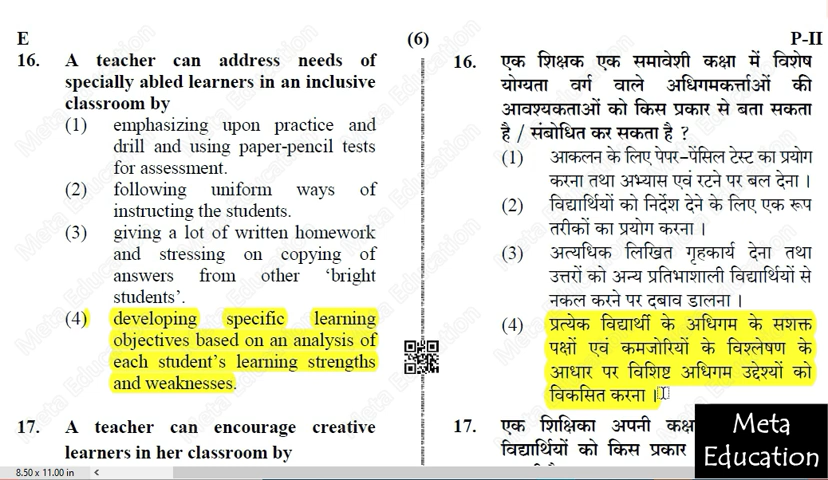 E
(6)
P-II
16. A teacher can address needs of
specially abled learners in an inclusive
classroom by
(1) emphasizing upon practice and
drill and using paper-pencil tests
for assessment.
(2) following uniform ways of
instructing the students.
(3) giving a lot of written homework
and stressing on copying of
answers from other ‘bright
students’.
(4) developing specific learning
objectives based on an analysis of
each student’s learning strengths
and weaknesses.
17. A teacher can encourage creative
learners in her classroom by
16. एक शिक्षक एक समावेशी कक्षा में विशेष
योग्यता वर्ग वाले अधिगमकर्त्ताओं की
आवश्यकताओं को किस प्रकार से बता सकता
है / संबोधित कर सकता है ?
(1) आकलन के लिए पेपर-पेंसिल टेस्ट का प्रयोग
करना तथा अभ्यास एवं रटने पर बल देना ।
(2) विद्यार्थियों को निर्देश देने के लिए एक रूप
तरीकों का प्रयोग करना ।
(3) अत्यधिक लिखित गृहकार्य देना तथा
उत्तरों को अन्य प्रतिभाशाली विद्यार्थियों से
नकल करने पर दबाव डालना ।
(4) प्रत्येक विद्यार्थी के अधिगम के सशक्त
पक्षों एवं कमजोरियों के विश्लेषण के
आधार पर विशिष्ट अधिगम उद्देश्यों को
विकसित करना ।
17. एक शिक्षिका अपनी कक्षा
विद्यार्थियों को किस प्रकार
Meta
Education
8.50 x 11.00 in